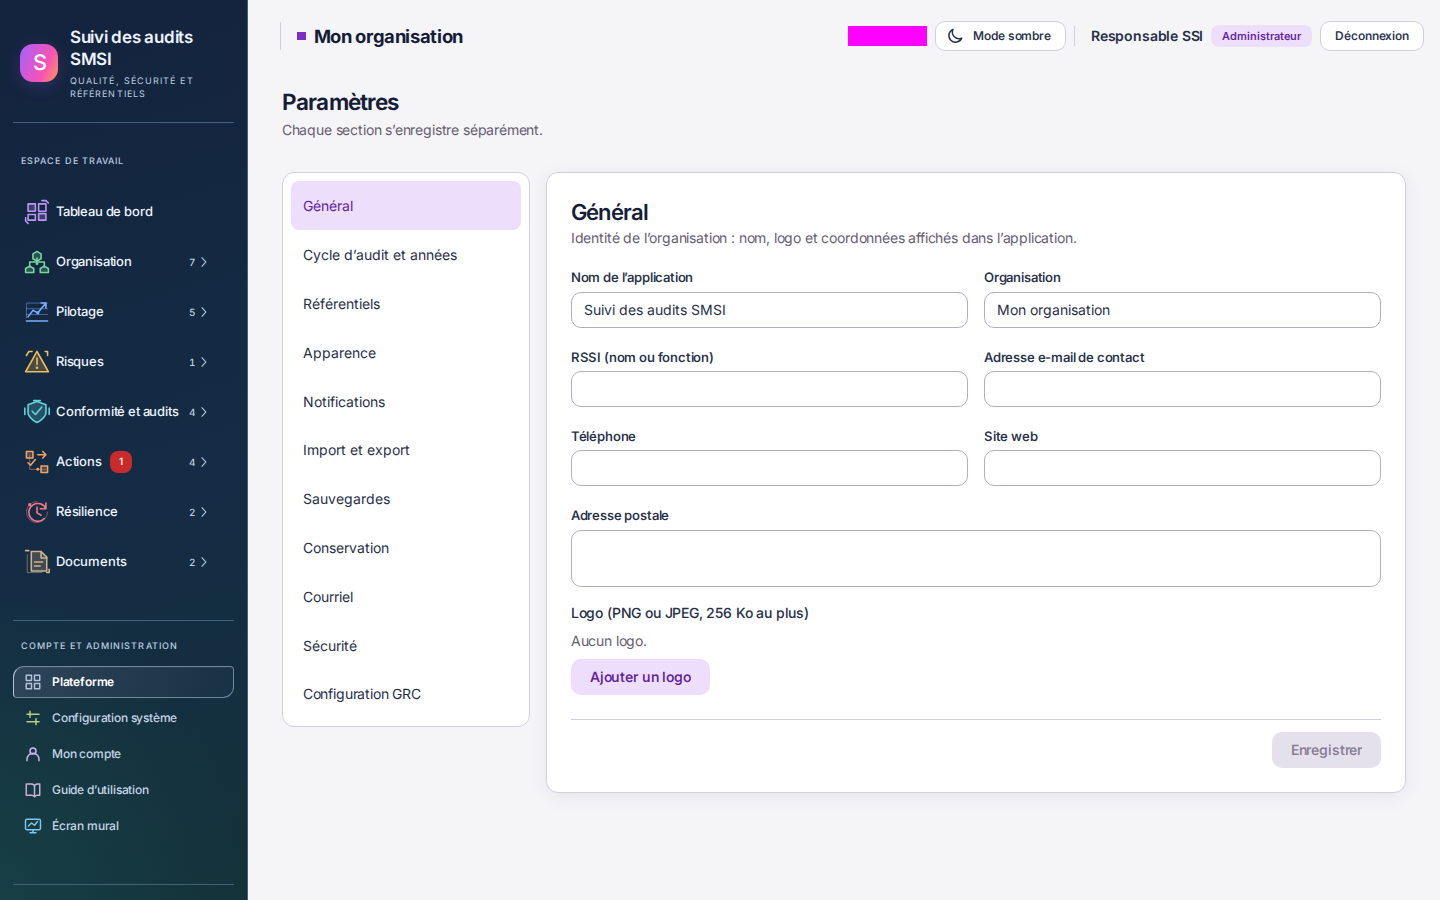 S
Suivi des audits
SMSI
QUALITÉ, SÉCURITÉ ET
RÉFÉRENTIELS
ESPACE DE TRAVAIL
Tableau de bord
Organisation 7
Pilotage 5
Risques 1
Conformité et audits 4
Actions 1 4
Résilience 2
Documents 2
COMPTE ET ADMINISTRATION
Plateforme
Configuration système
Mon compte
Guide d’utilisation
Écran mural
Mon organisation
Mode sombre
Responsable SSI
Administrateur
Déconnexion
Paramètres
Chaque section s’enregistre séparément.
Général
Cycle d’audit et années
Référentiels
Apparence
Notifications
Import et export
Sauvegardes
Conservation
Courriel
Sécurité
Configuration GRC
Général
Identité de l’organisation : nom, logo et coordonnées affichés dans l’application.
Nom de l’application
Suivi des audits SMSI
Organisation
Mon organisation
RSSI (nom ou fonction)
Adresse e-mail de contact
Téléphone
Site web
Adresse postale
Logo (PNG ou JPEG, 256 Ko au plus)
Aucun logo.
Ajouter un logo
Enregistrer